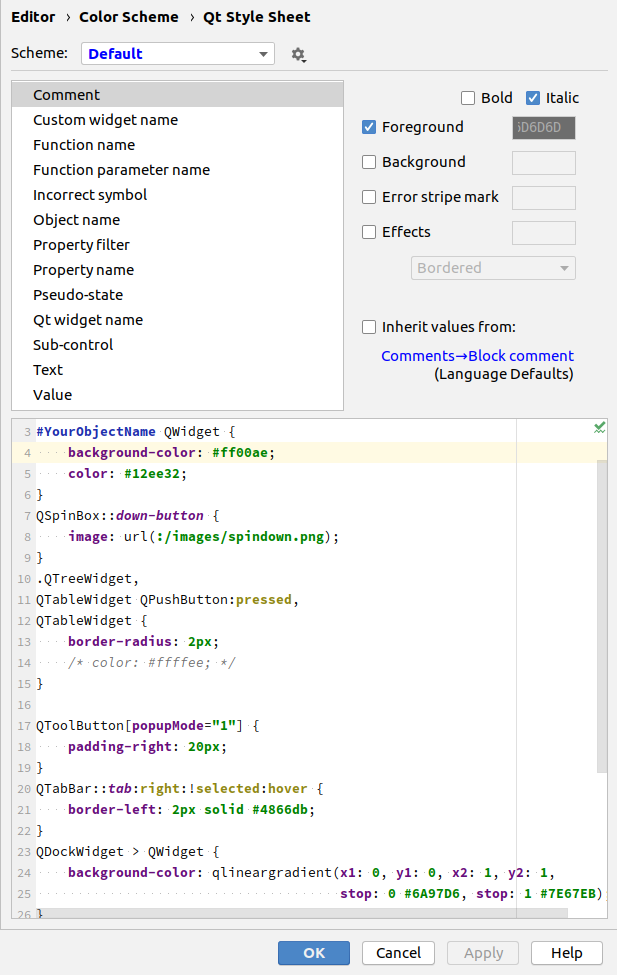 Editor › Color Scheme › Qt Style Sheet
Scheme: Default
Comment
Custom widget name
Function name
Function parameter name
Incorrect symbol
Object name
Property filter
Property name
Pseudo-state
Qt widget name
Sub-control
Text
Value
Bold Italic
Foreground 6D6D6D
Background
Error stripe mark
Effects
Bordered
Inherit values from:
Comments→Block comment
(Language Defaults)
3 #YourObjectName QWidget {
4 background-color: #ff00ae;
5 color: #12ee32;
6 }
7 QSpinBox::down-button {
8 image: url(:/images/spindown.png);
9 }
10 .QTreeWidget,
11 QTableWidget QPushButton:pressed,
12 QTableWidget {
13 border-radius: 2px;
14 /* color: #ffffee; */
15 }
16
17 QToolButton[popupMode="1"] {
18 padding-right: 20px;
19 }
20 QTabBar::tab:right:!selected:hover {
21 border-left: 2px solid #4866db;
22 }
23 QDockWidget > QWidget {
24 background-color: qlineargradient(x1: 0, y1: 0, x2: 1, y2: 1,
25 stop: 0 #6A97D6, stop: 1 #7E67EB)
26 }
OK Cancel Apply Help